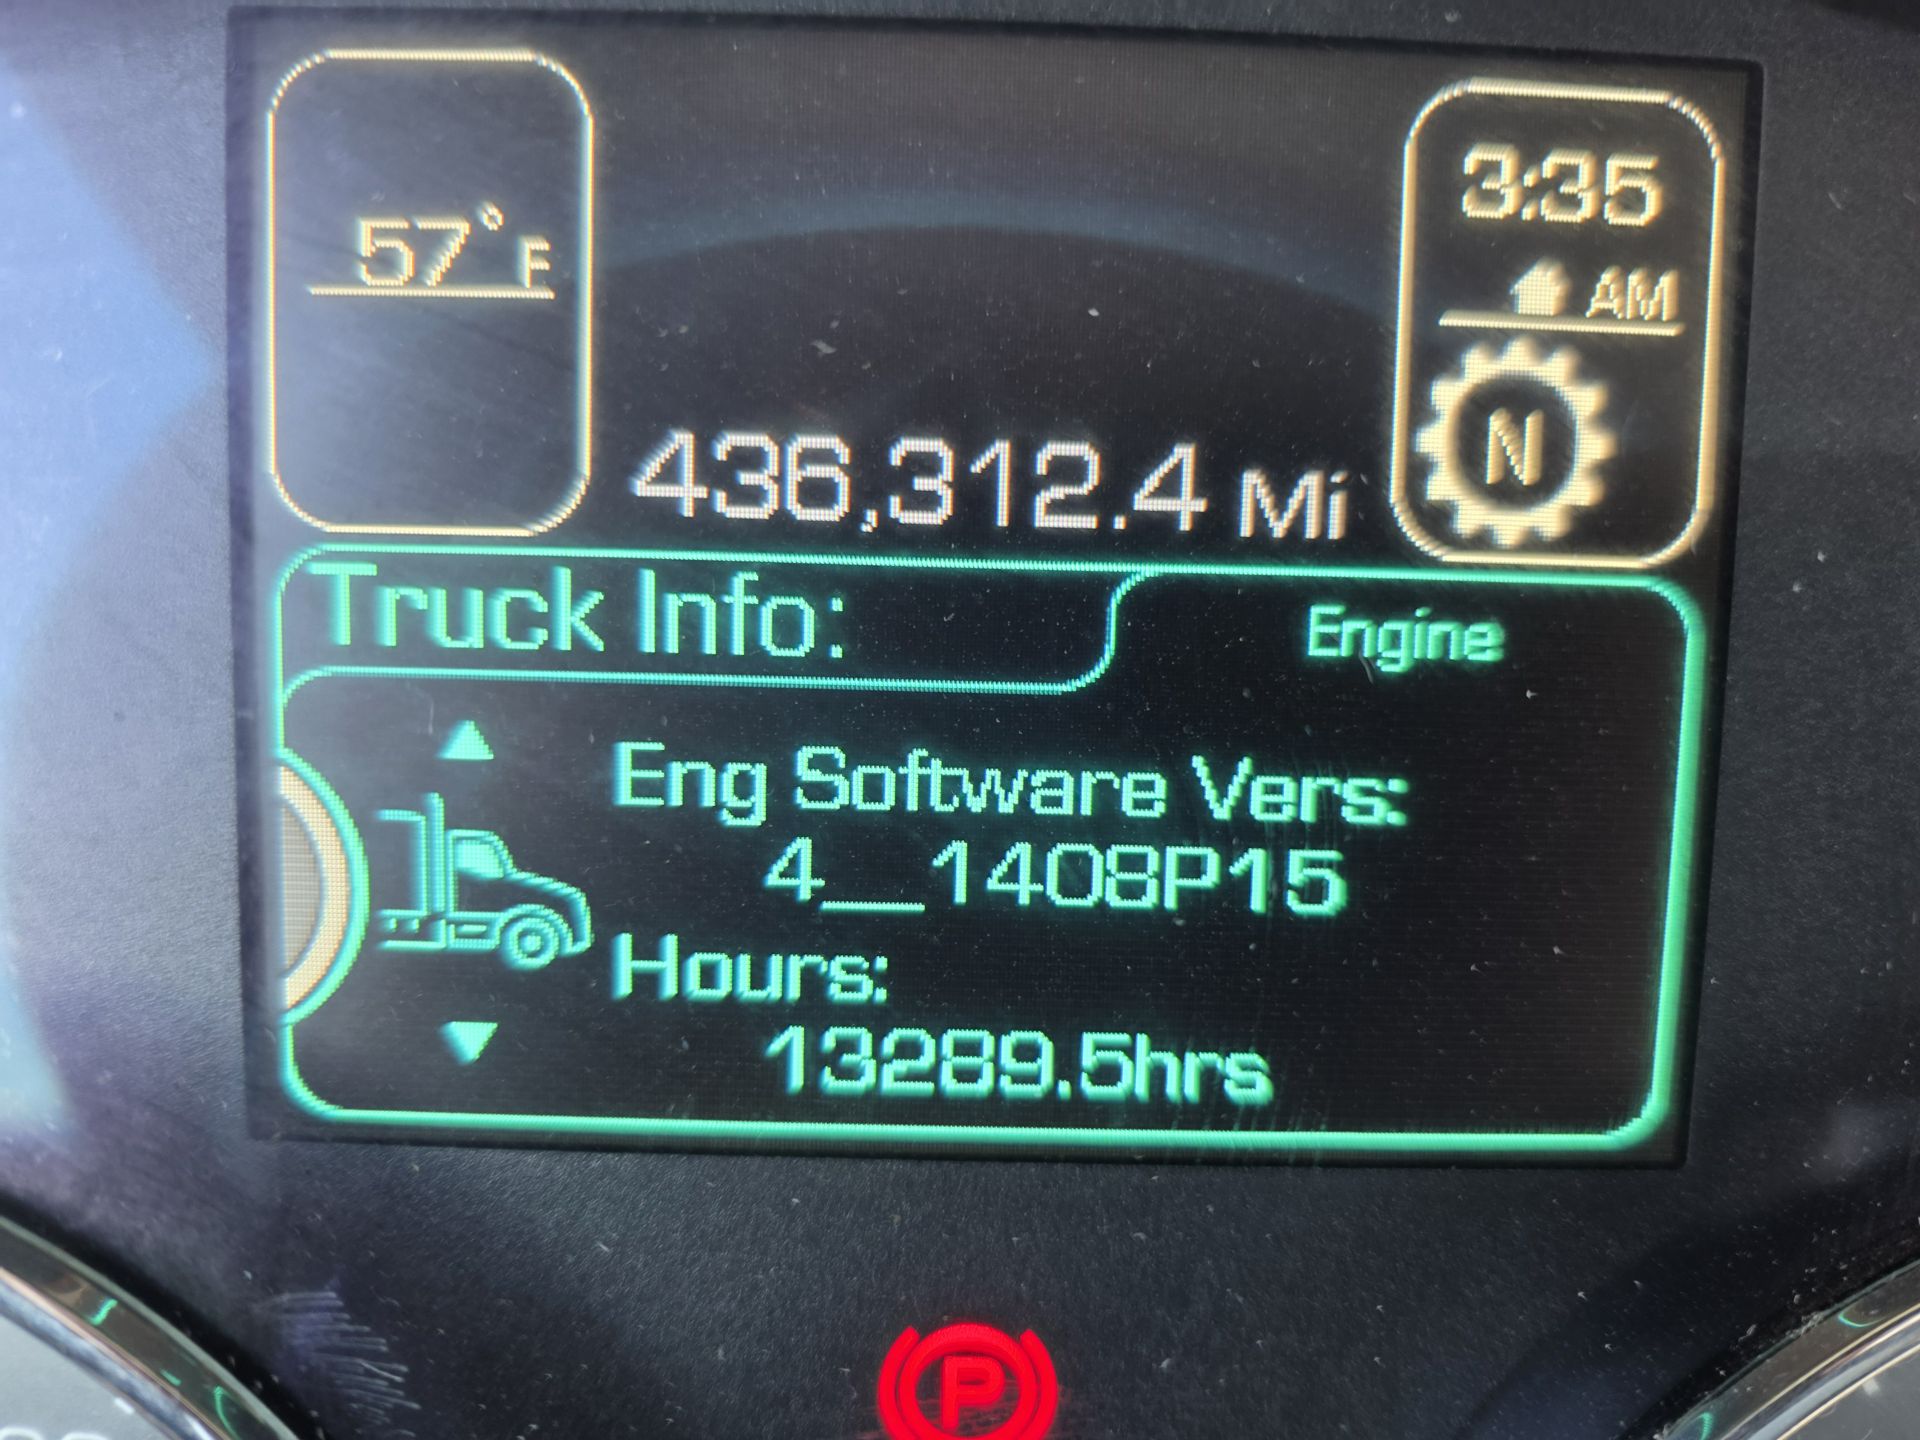 57°F
3:35
AM
N
436,312.4 Mi
Truck Info:
Engine
Eng Software Vers:
4__1408P15
Hours:
13289.5hrs
P